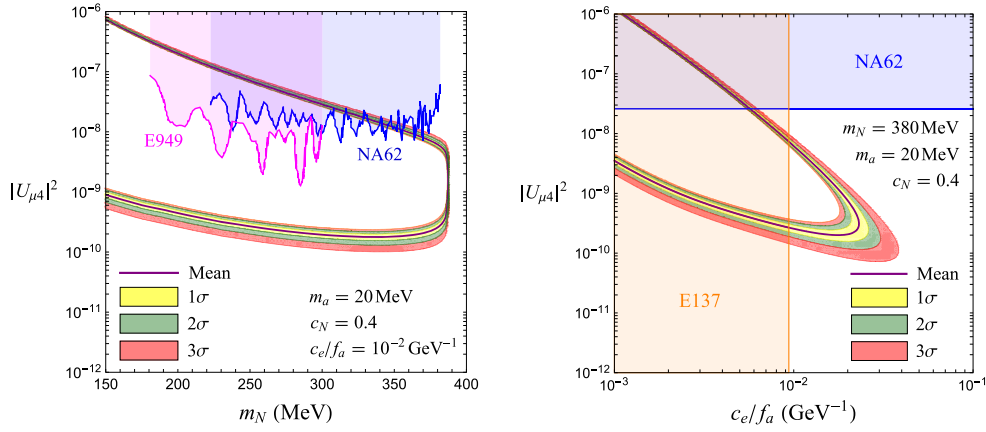 10⁻⁶
10⁻⁷
10⁻⁸
10⁻⁹
10⁻¹⁰
10⁻¹¹
10⁻¹²
|U_{μ4}|²
E949
NA62
Mean
1σ
2σ
3σ
m_a = 20 MeV
c_N = 0.4
c_e/f_a = 10⁻² GeV⁻¹
150
200
250
300
350
400
m_N (MeV)
10⁻⁶
10⁻⁷
10⁻⁸
10⁻⁹
10⁻¹⁰
10⁻¹¹
10⁻¹²
|U_{μ4}|²
NA62
m_N = 380 MeV
m_a = 20 MeV
c_N = 0.4
E137
Mean
1σ
2σ
3σ
10⁻³
10⁻²
10⁻¹
c_e/f_a (GeV⁻¹)